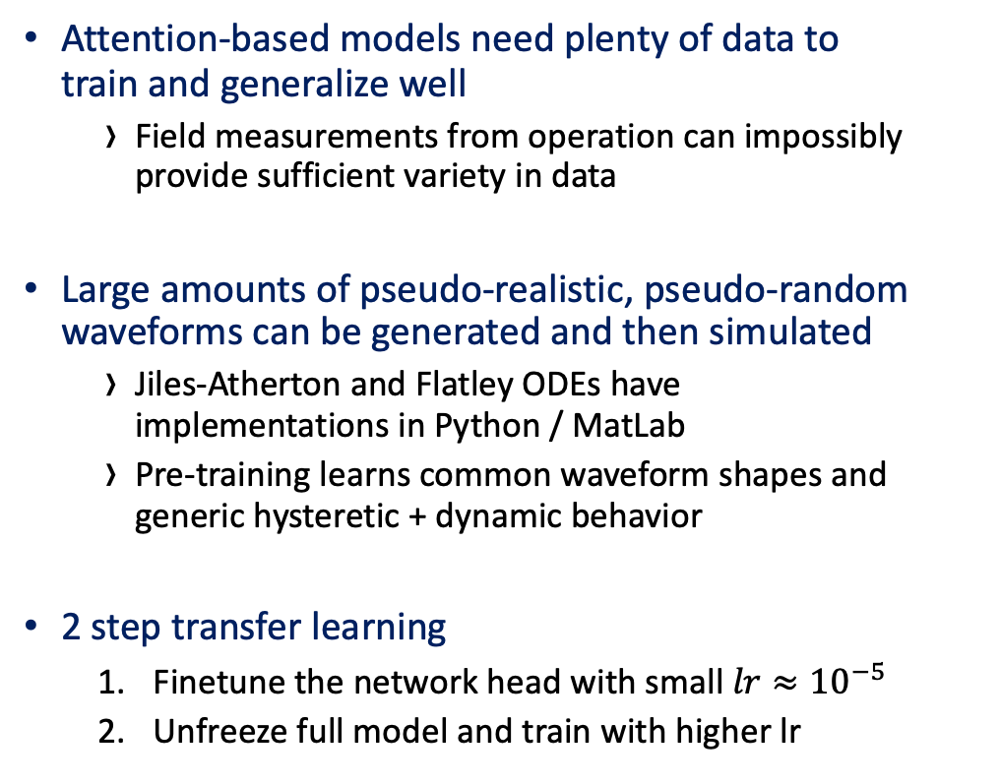 • Attention-based models need plenty of data to
train and generalize well
❯ Field measurements from operation can impossibly
provide sufficient variety in data
• Large amounts of pseudo-realistic, pseudo-random
waveforms can be generated and then simulated
❯ Jiles-Atherton and Flatley ODEs have
implementations in Python / MatLab
❯ Pre-training learns common waveform shapes and
generic hysteretic + dynamic behavior
• 2 step transfer learning
1. Finetune the network head with small lr ≈ 10⁻⁵
2. Unfreeze full model and train with higher lr